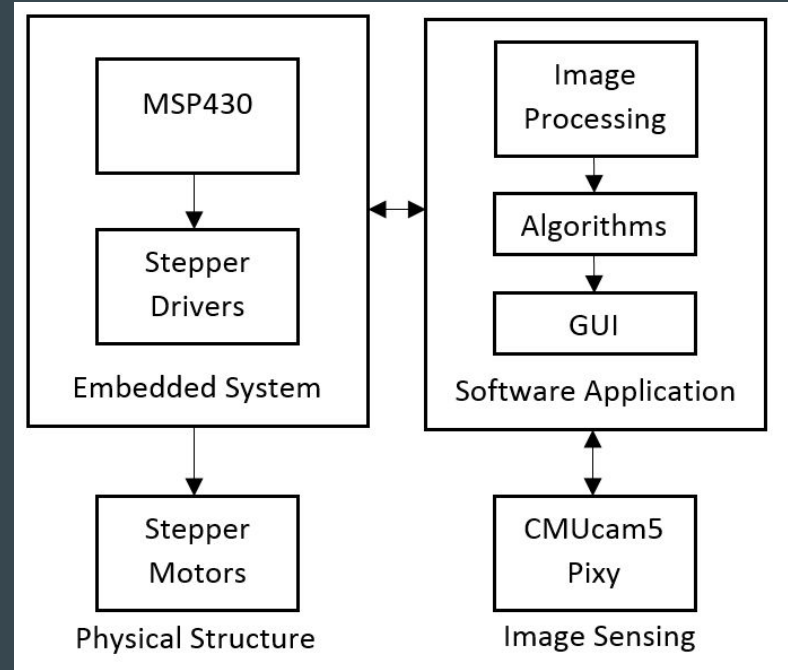 MSP430
Stepper
Drivers
Embedded System
Stepper
Motors
Physical Structure
Image
Processing
Algorithms
GUI
Software Application
CMUcam5
Pixy
Image Sensing